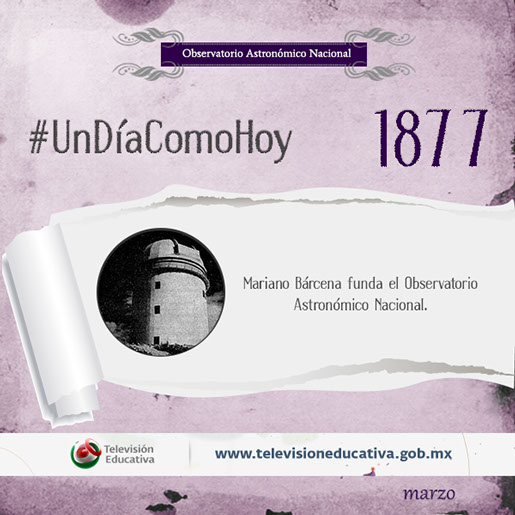 Observatorio Astronómico Nacional
#UnDíaComoHoy
1877
Mariano Bárcena funda el Observatorio
Astronómico Nacional.
Televisión
Educativa
www.televisioneducativa.gob.mx
marzo